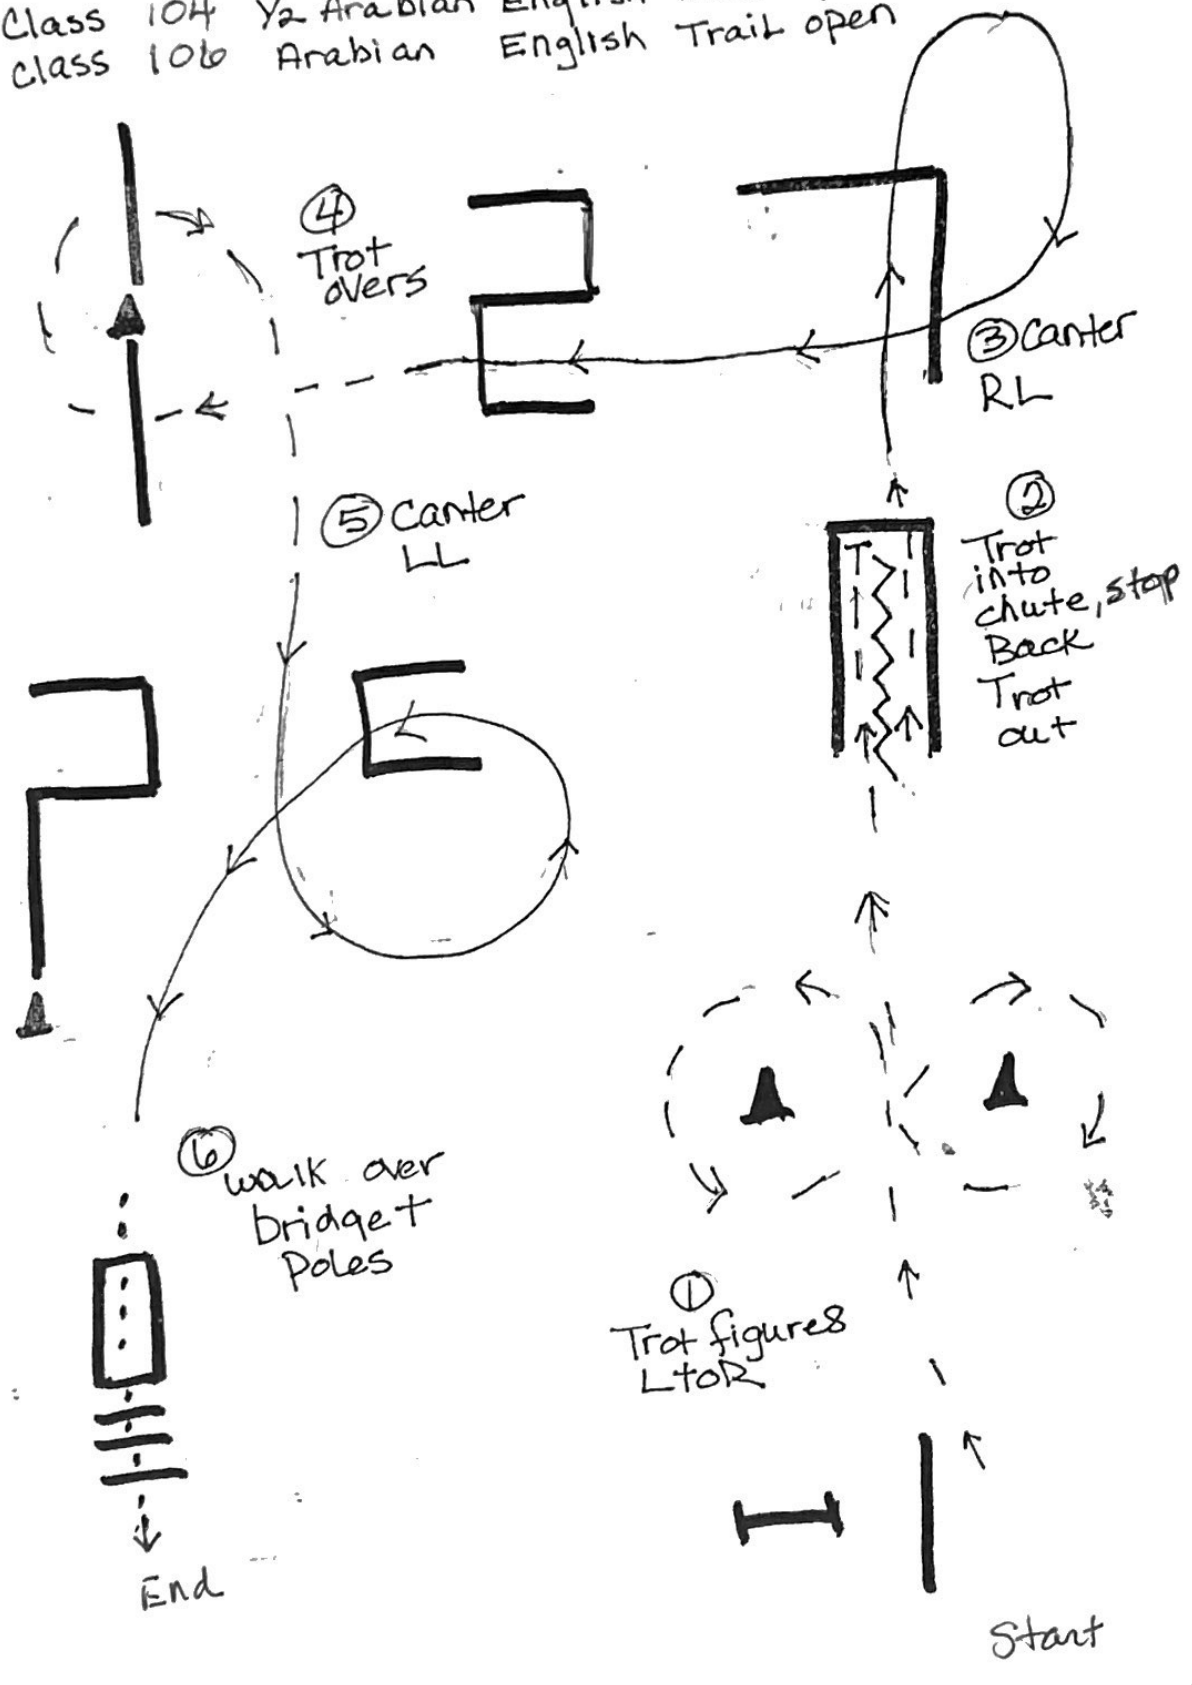 Class 104 1/2 Arabian English
Class 106 Arabian English Trail open
④
Trot
overs
③ Canter
RL
②
Trot
into
chute, stop
Back
Trot
out
⑤ Canter
LL
⑥
walk over
bridge +
Poles
①
Trot figure 8
L to R
End
Start